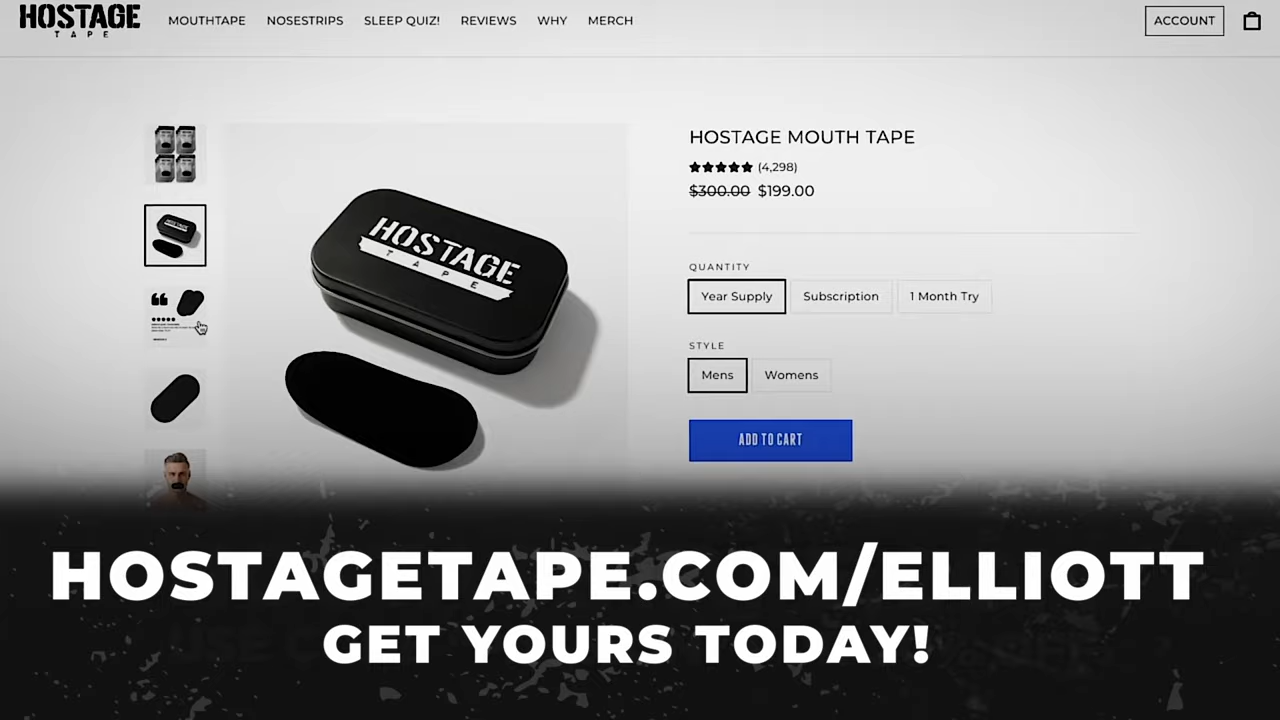 HOSTAGE
TAPE
MOUTHTAPE NOSESTRIPS SLEEP QUIZ! REVIEWS WHY MERCH
ACCOUNT
HOSTAGE
TAPE
HOSTAGE MOUTH TAPE
(4,298)
$300.00 $199.00
QUANTITY
Year Supply Subscription 1 Month Try
STYLE
Mens Womens
ADD TO CART
HOSTAGETAPE.COM/ELLIOTT
GET YOURS TODAY!